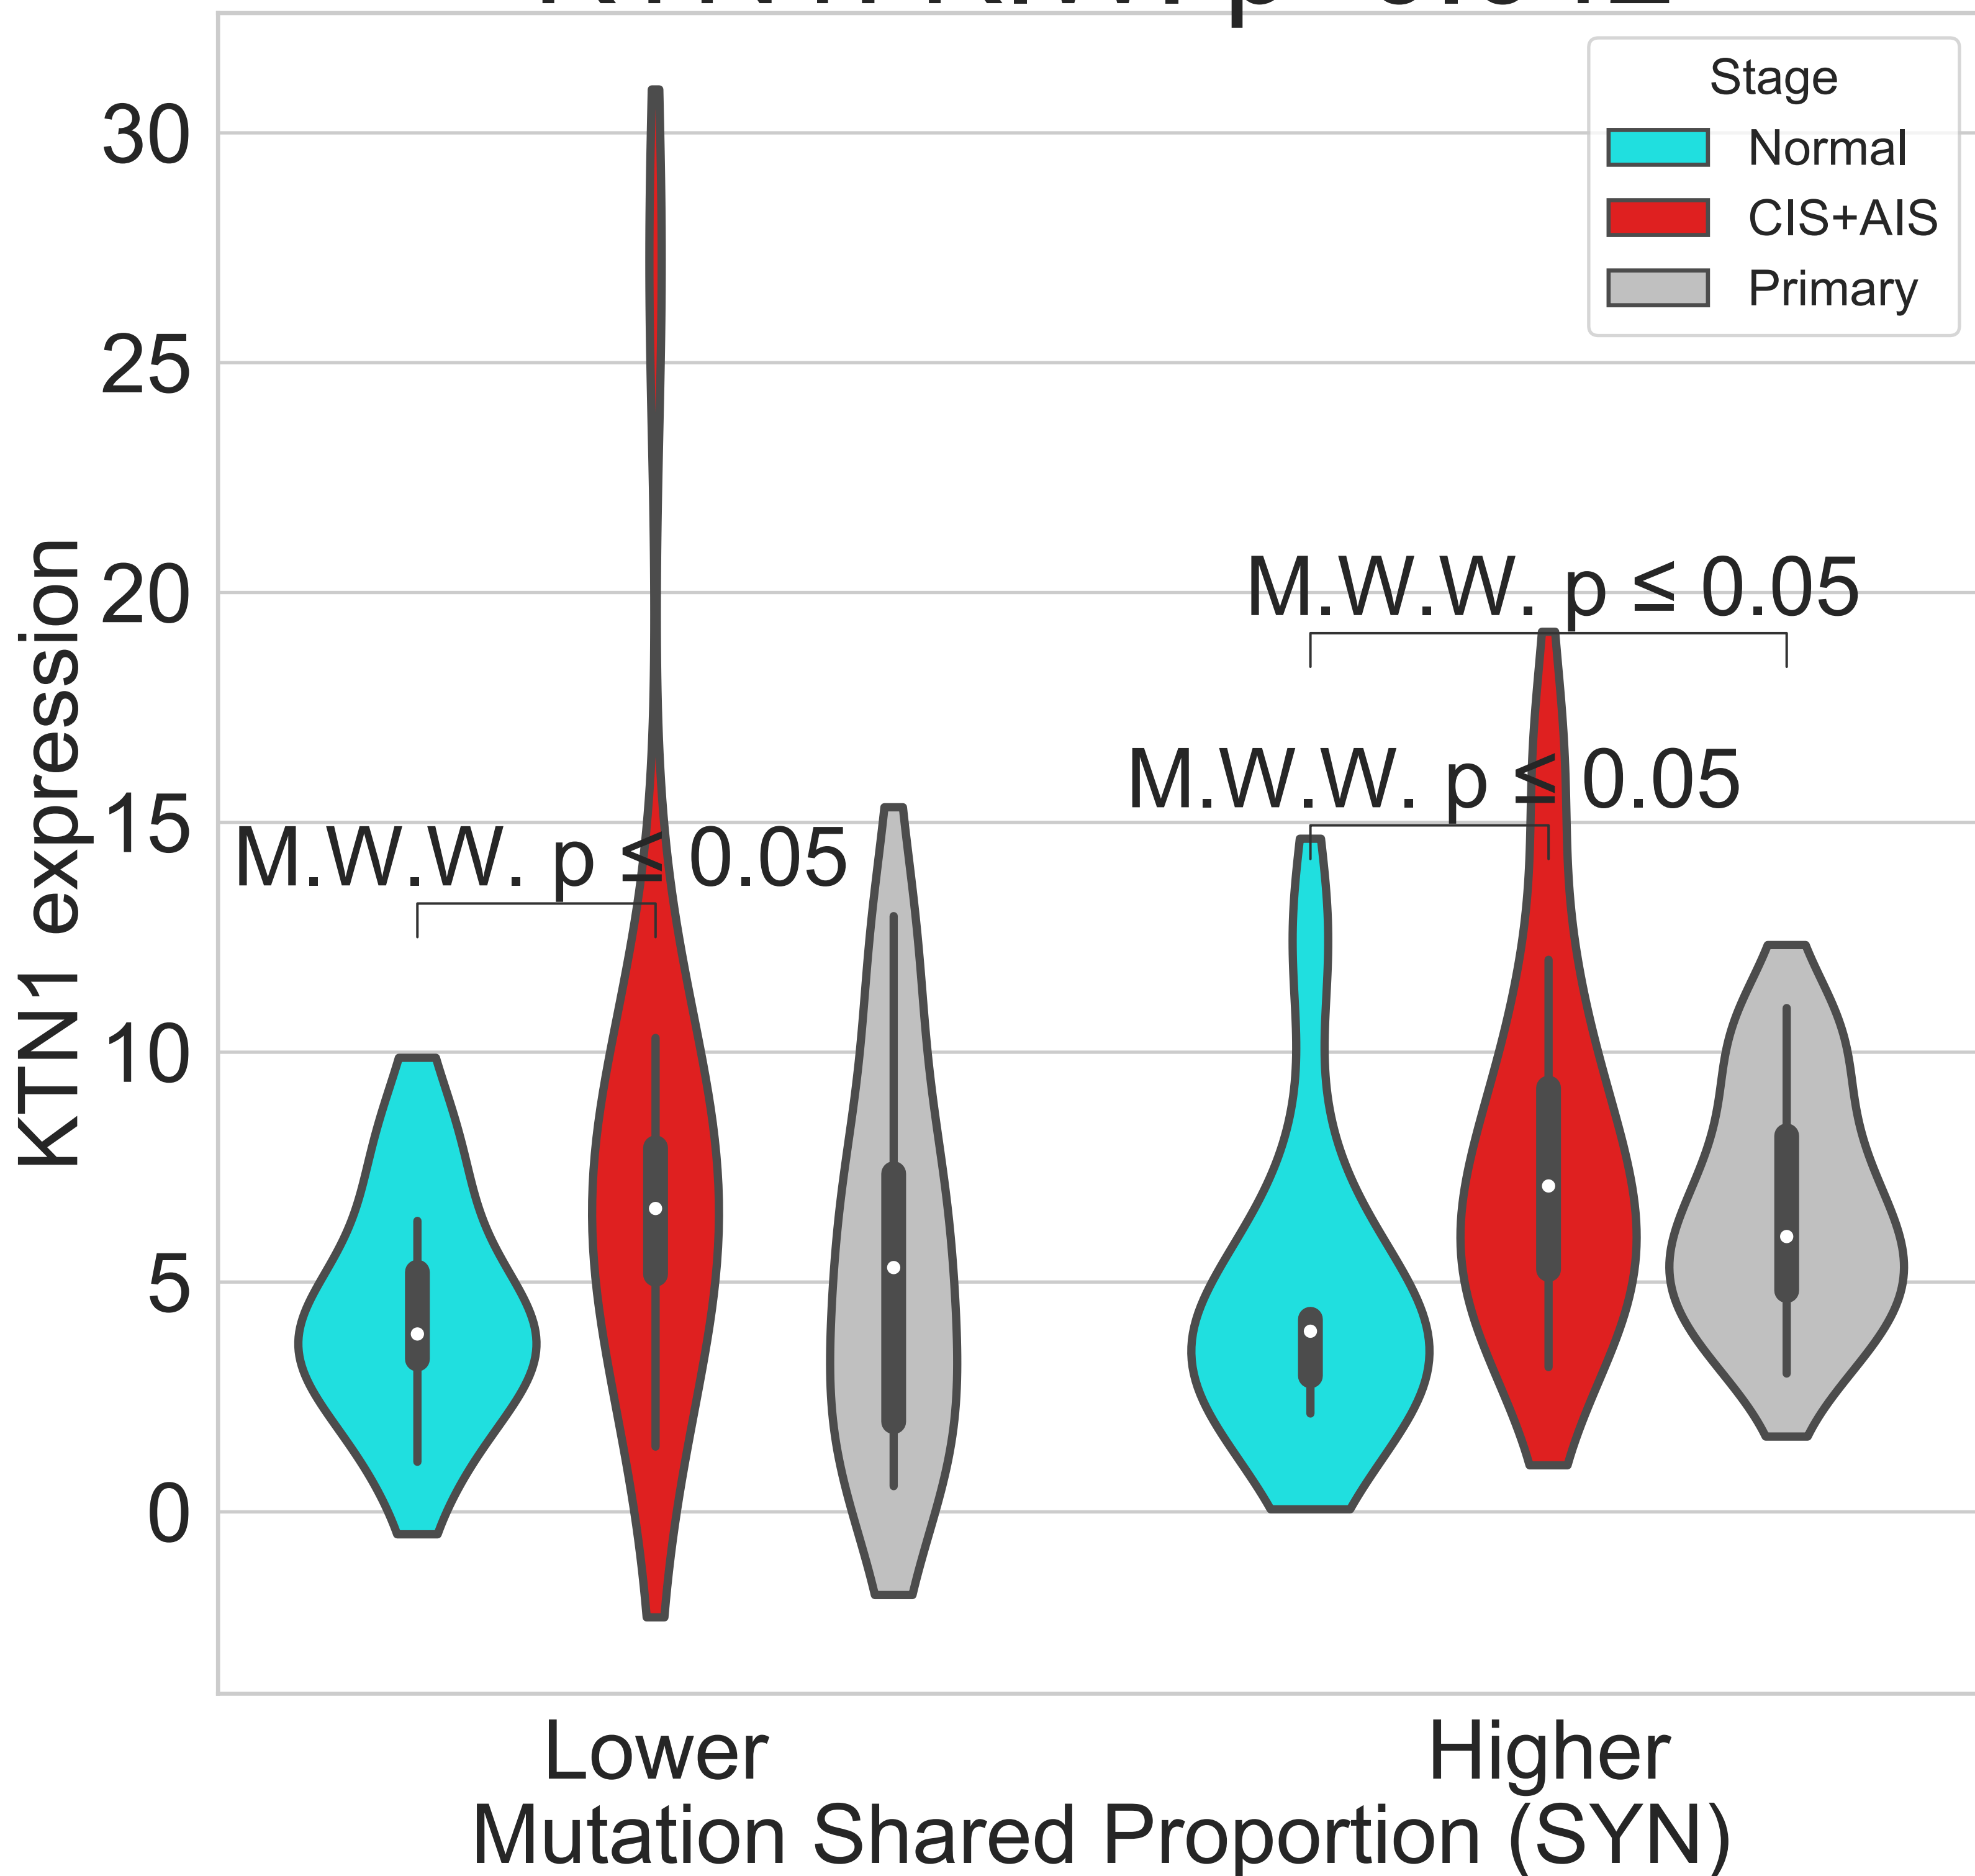 Stage
Normal
CIS+AIS
Primary
30
25
20
15
10
5
0
KTN1 expression
M.W.W. p ≤ 0.05
M.W.W. p ≤ 0.05
M.W.W. p ≤ 0.05
Lower
Higher
Mutation Shared Proportion (SYN)